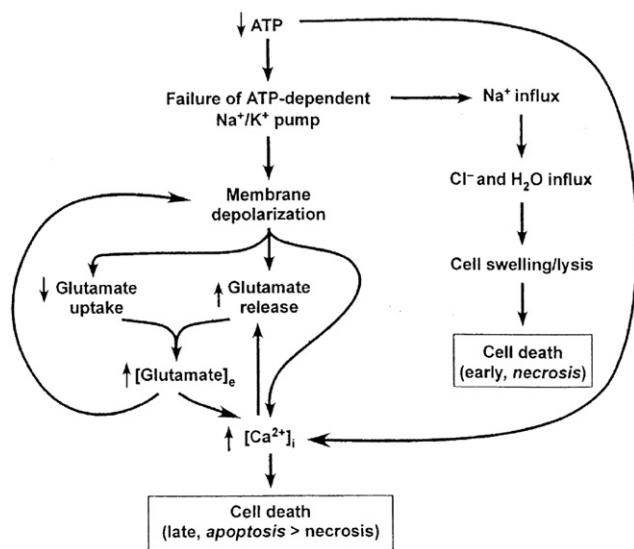 ↓ ATP
Failure of ATP-dependent
Na⁺/K⁺ pump
Na⁺ influx
Cl⁻ and H₂O influx
Cell swelling/lysis
Cell death
(early, necrosis)
Membrane
depolarization
↓ Glutamate
uptake
↑ Glutamate
release
↑ [Glutamate]ₑ
↑ [Ca²⁺]ᵢ
Cell death
(late, apoptosis > necrosis)